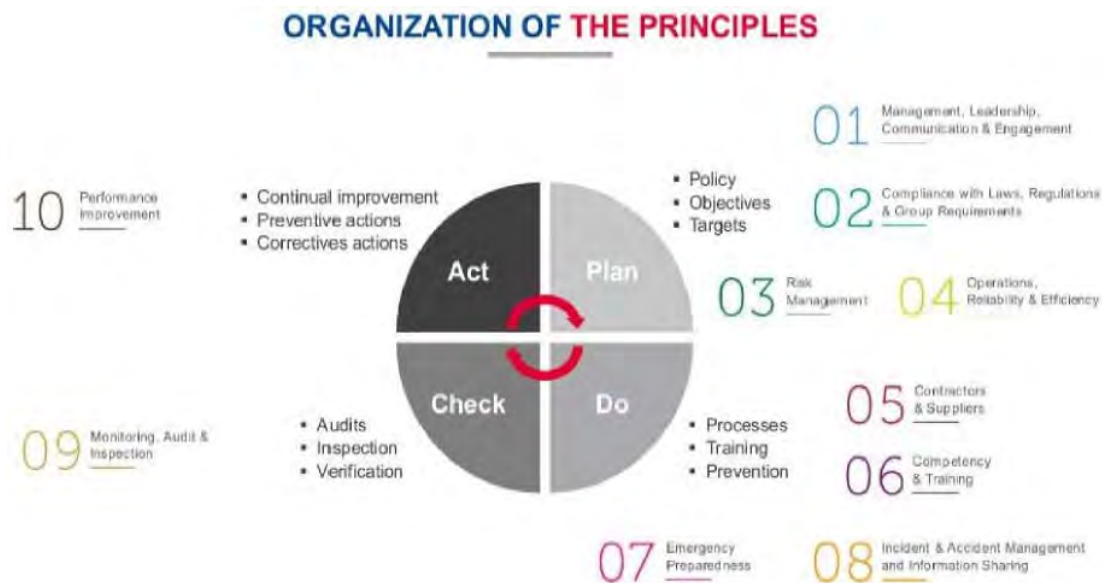 ORGANIZATION OF THE PRINCIPLES
01 Management, Leadership,
Communication & Engagement
10 Performance
Improvement
▪ Continual improvement
▪ Preventive actions
▪ Correctives actions
▪ Policy
▪ Objectives
▪ Targets
02 Compliance with Laws, Regulations
& Group Requirements
Act
Plan
03 Risk
Management
04 Operations,
Reliability & Efficiency
Check
Do
05 Contractors
& Suppliers
09 Monitoring, Audit &
Inspection
▪ Audits
▪ Inspection
▪ Verification
▪ Processes
▪ Training
▪ Prevention
06 Competency
& Training
07 Emergency
Preparedness
08 Incident & Accident Management
and Information Sharing